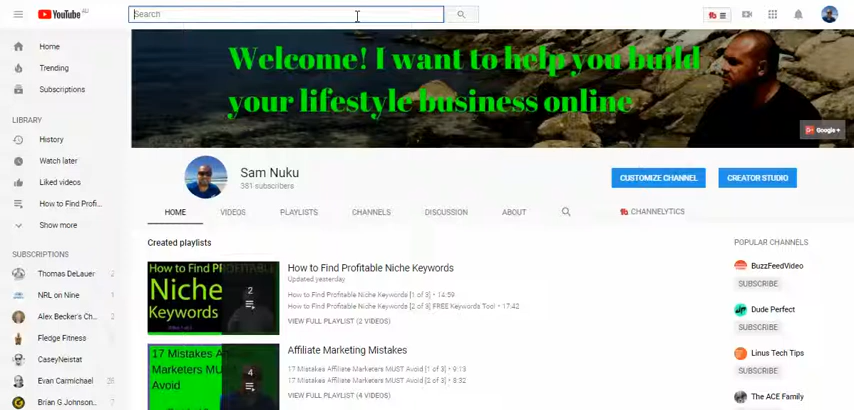 YouTube AU
Search
Home
Trending
Subscriptions
LIBRARY
History
Watch later
Liked videos
How to Find Profi...
Show more
SUBSCRIPTIONS
Thomas DeLauer 2
NRL on Nine 1
Alex Becker's Ch...
Fledge Fitness
CaseyNeistat
Evan Carmichael 28
Brian G Johnson...
Welcome! I want to help you build
your lifestyle business online
Google+
Sam Nuku
381 subscribers
CUSTOMIZE CHANNEL
CREATOR STUDIO
HOME VIDEOS PLAYLISTS CHANNELS DISCUSSION ABOUT CHANNELYTICS
Created playlists
How to Find PROFITABLE
Niche
Keywords
2
How to Find Profitable Niche Keywords
Updated yesterday
How to Find Profitable Niche Keywords [1 of 3] • 14:59
How to Find Profitable Niche Keywords [2 of 3] FREE Keywords Tool • 17:42
VIEW FULL PLAYLIST (2 VIDEOS)
17 Mistakes A
Marketers MUST
Avoid
4
Affiliate Marketing Mistakes
17 Mistakes Affiliate Marketers MUST Avoid [1 of 3] • 9:13
17 Mistakes Affiliate Marketers MUST Avoid [2 of 3] • 8:32
VIEW FULL PLAYLIST (4 VIDEOS)
POPULAR CHANNELS
BuzzFeedVideo
SUBSCRIBE
Dude Perfect
SUBSCRIBE
Linus Tech Tips
SUBSCRIBE
The ACE Family